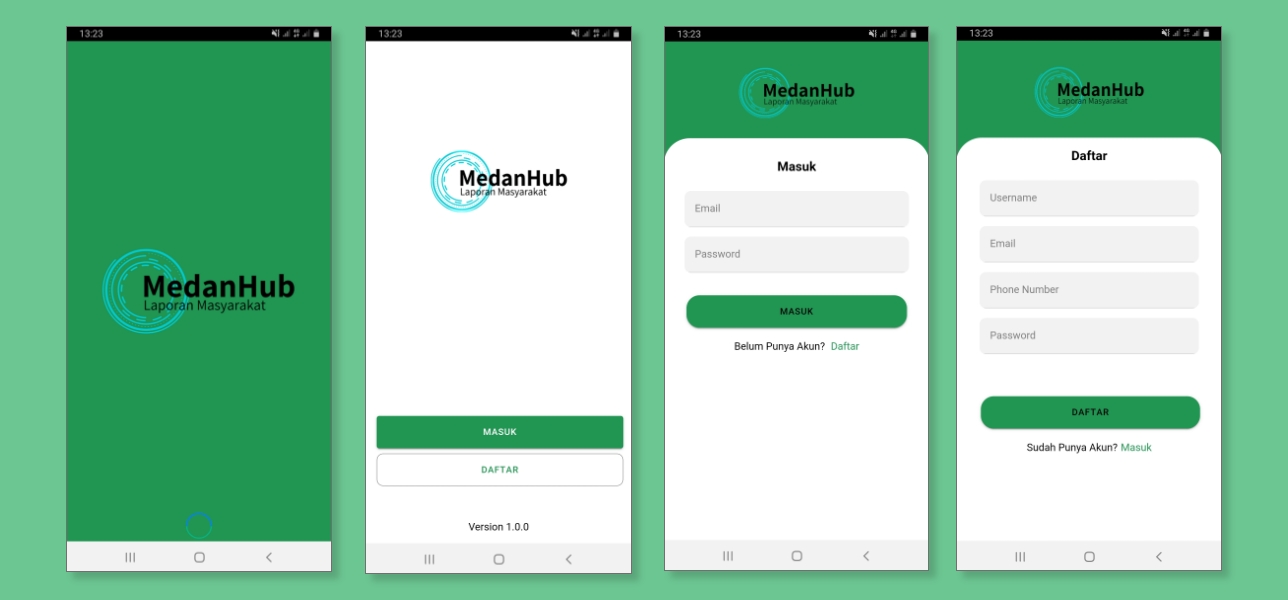 13:23
MedanHub
Laporan Masyarakat
13:23
MedanHub
Laporan Masyarakat
MASUK
DAFTAR
Version 1.0.0
13:23
MedanHub
Laporan Masyarakat
Masuk
Email
Password
MASUK
Belum Punya Akun? Daftar
13:23
MedanHub
Laporan Masyarakat
Daftar
Username
Email
Phone Number
Password
DAFTAR
Sudah Punya Akun? Masuk